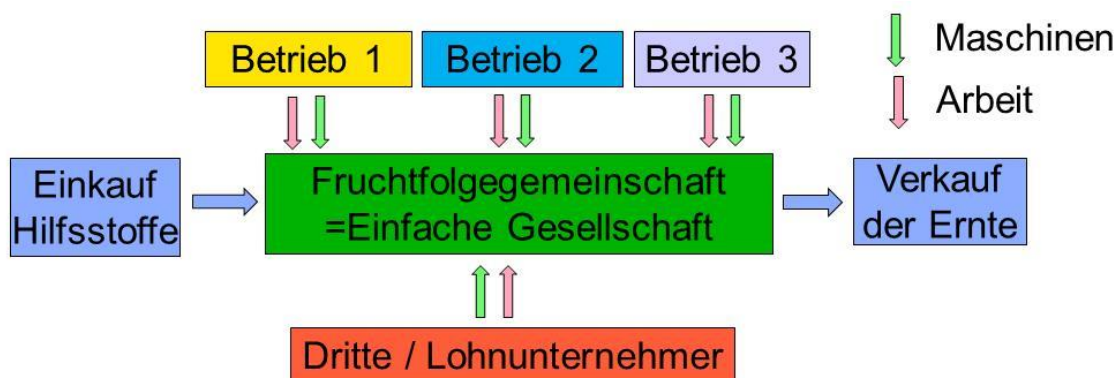 Betrieb 1
Betrieb 2
Betrieb 3
Maschinen
Arbeit
Einkauf
Hilfsstoffe
Fruchtfolgegemeinschaft
=Einfache Gesellschaft
Verkauf
der Ernte
Dritte / Lohnunternehmer